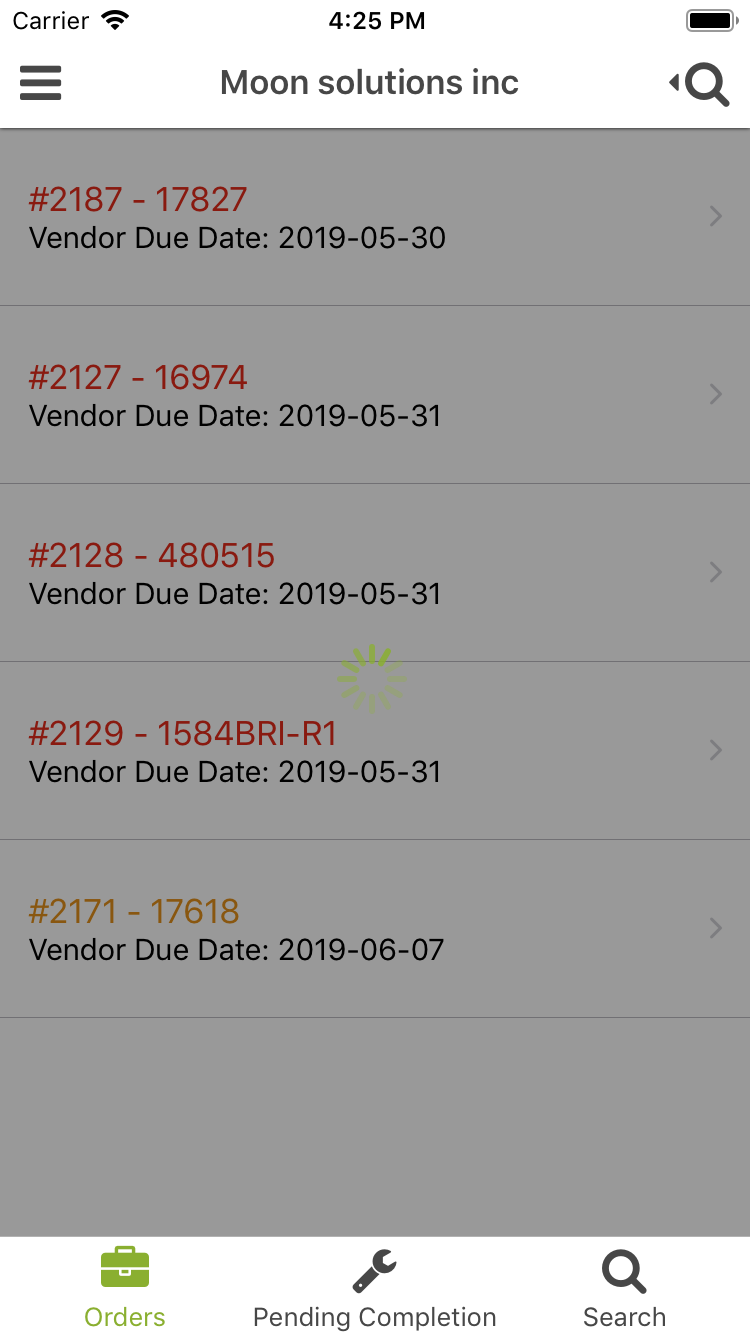 Carrier 4:25 PM
Moon solutions inc
#2187 - 17827
Vendor Due Date: 2019-05-30
#2127 - 16974
Vendor Due Date: 2019-05-31
#2128 - 480515
Vendor Due Date: 2019-05-31
#2129 - 1584BRI-R1
Vendor Due Date: 2019-05-31
#2171 - 17618
Vendor Due Date: 2019-06-07
Orders Pending Completion Search